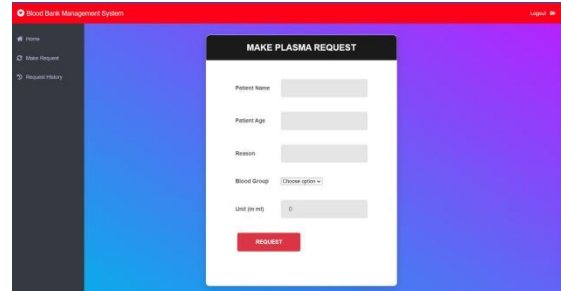 Blood Bank Management System
Logout
Home
Make Request
Request History
MAKE PLASMA REQUEST
Patient Name
Patient Age
Reason
Blood Group Choose option
Unit (in ml) 0
REQUEST